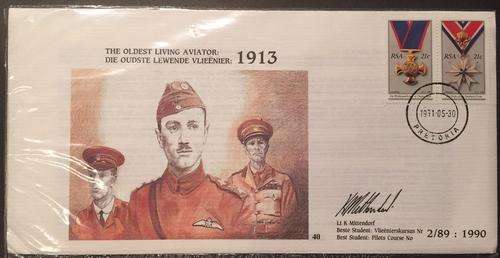 THE OLDEST LIVING AVIATOR:
DIE OUDSTE LEWENDE VLIEËNIER: 1913
RSA 21c
RSA 21c
1991-05-30
PRETORIA
Lt K Mittendorf
Beste Student: Vlieënierskursus Nr
Best Student: Pilots Course No
2/89 : 1990
40